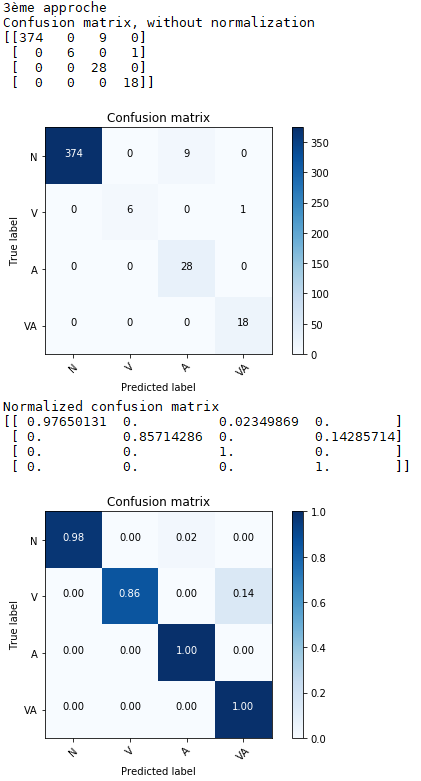 3ème approche
Confusion matrix, without normalization
[[374   0   9   0]
 [  0   6   0   1]
 [  0   0  28   0]
 [  0   0   0  18]]
Confusion matrix
N 374 0 9 0
V 0 6 0 1
A 0 0 28 0
VA 0 0 0 18
True label
N V A VA
Predicted label
350
300
250
200
150
100
50
0
Normalized confusion matrix
[[ 0.97650131  0.          0.02349869  0.        ]
 [ 0.          0.85714286  0.          0.14285714]
 [ 0.          0.          1.          0.        ]
 [ 0.          0.          0.          1.        ]]
Confusion matrix
N 0.98 0.00 0.02 0.00
V 0.00 0.86 0.00 0.14
A 0.00 0.00 1.00 0.00
VA 0.00 0.00 0.00 1.00
True label
N V A VA
Predicted label
1.0
0.8
0.6
0.4
0.2
0.0